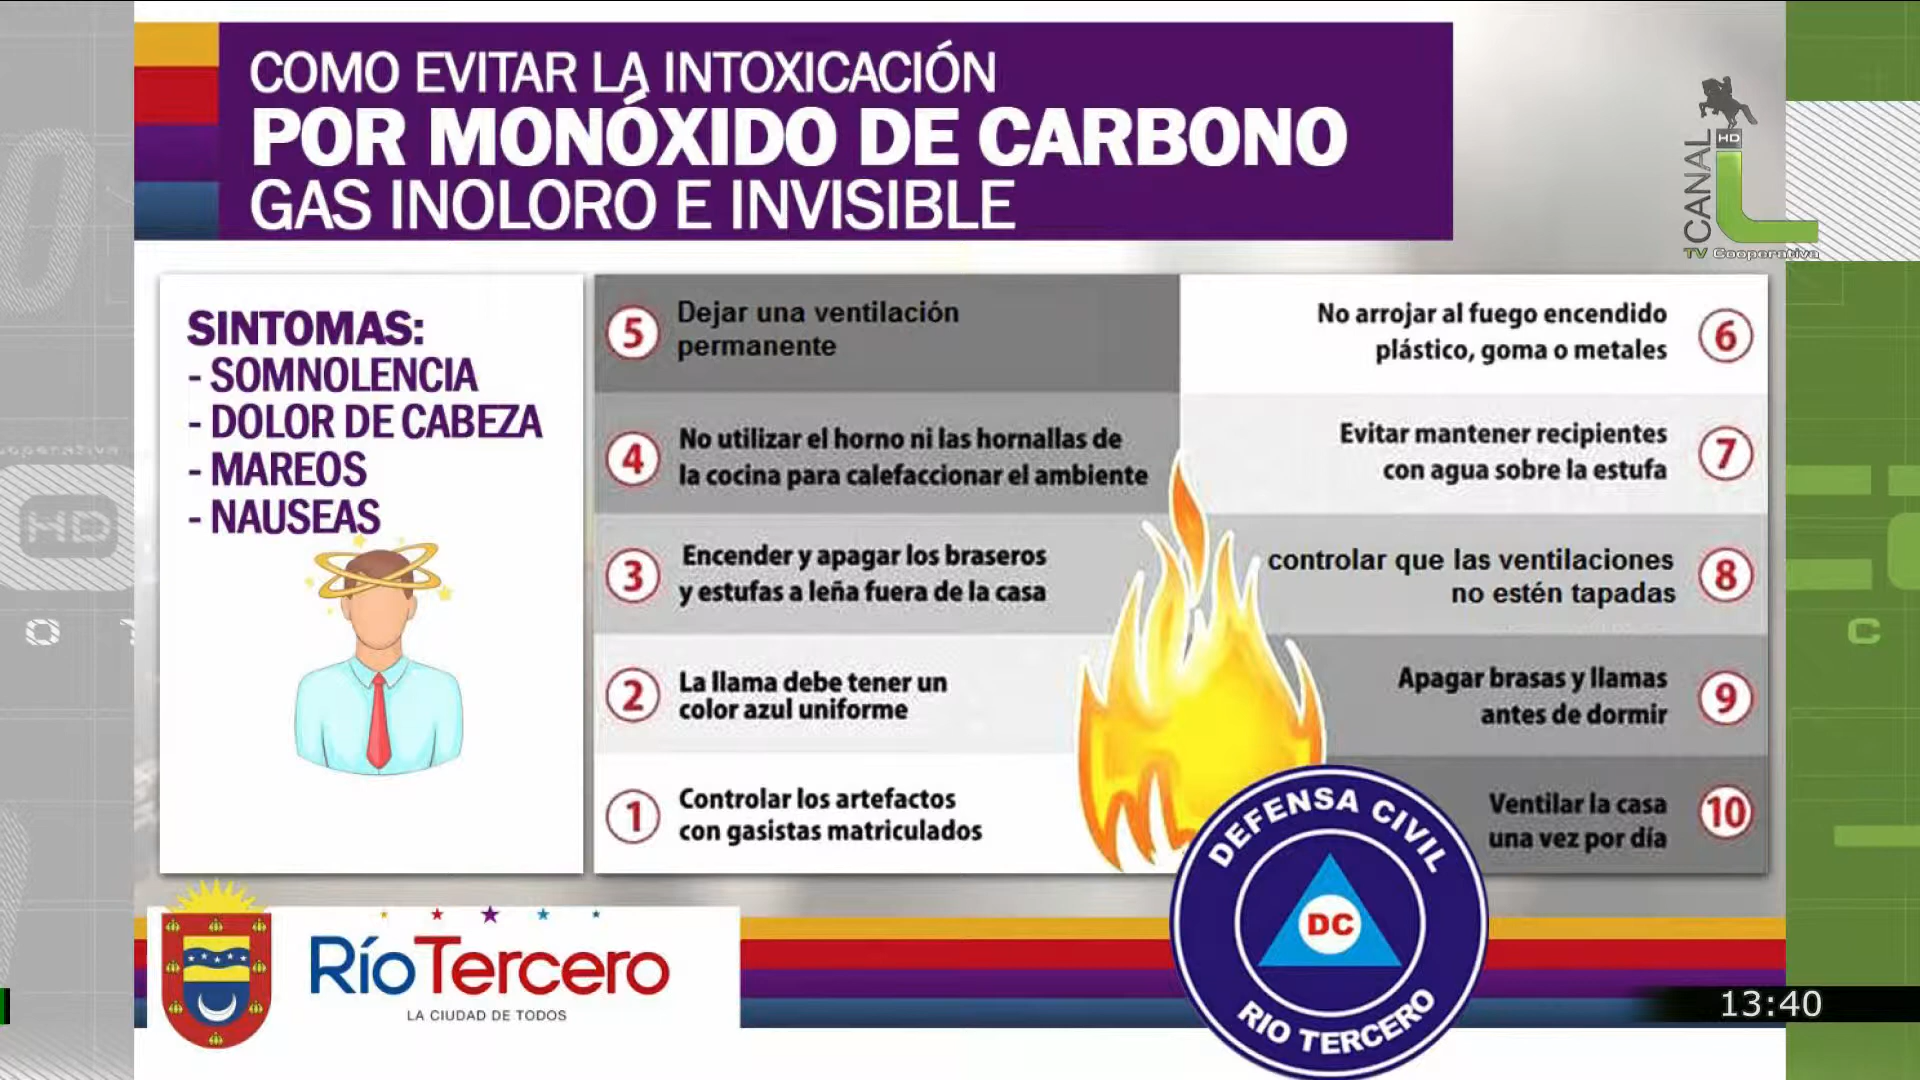 COMO EVITAR LA INTOXICACIÓN
POR MONÓXIDO DE CARBONO
GAS INOLORO E INVISIBLE
CANAL
HD
L
TV Cooperativa
SINTOMAS:
- SOMNOLENCIA
- DOLOR DE CABEZA
- MAREOS
- NAUSEAS
5
Dejar una ventilación
permanente
4
No utilizar el horno ni las hornallas de
la cocina para calefaccionar el ambiente
3
Encender y apagar los braseros
y estufas a leña fuera de la casa
2
La llama debe tener un
color azul uniforme
1
Controlar los artefactos
con gasistas matriculados
No arrojar al fuego encendido
plástico, goma o metales
6
Evitar mantener recipientes
con agua sobre la estufa
7
controlar que las ventilaciones
no estén tapadas
8
Apagar brasas y llamas
antes de dormir
9
Ventilar la casa
una vez por día
10
RíoTercero
LA CIUDAD DE TODOS
DEFENSA CIVIL
DC
RIO TERCERO
13:40
HD
C